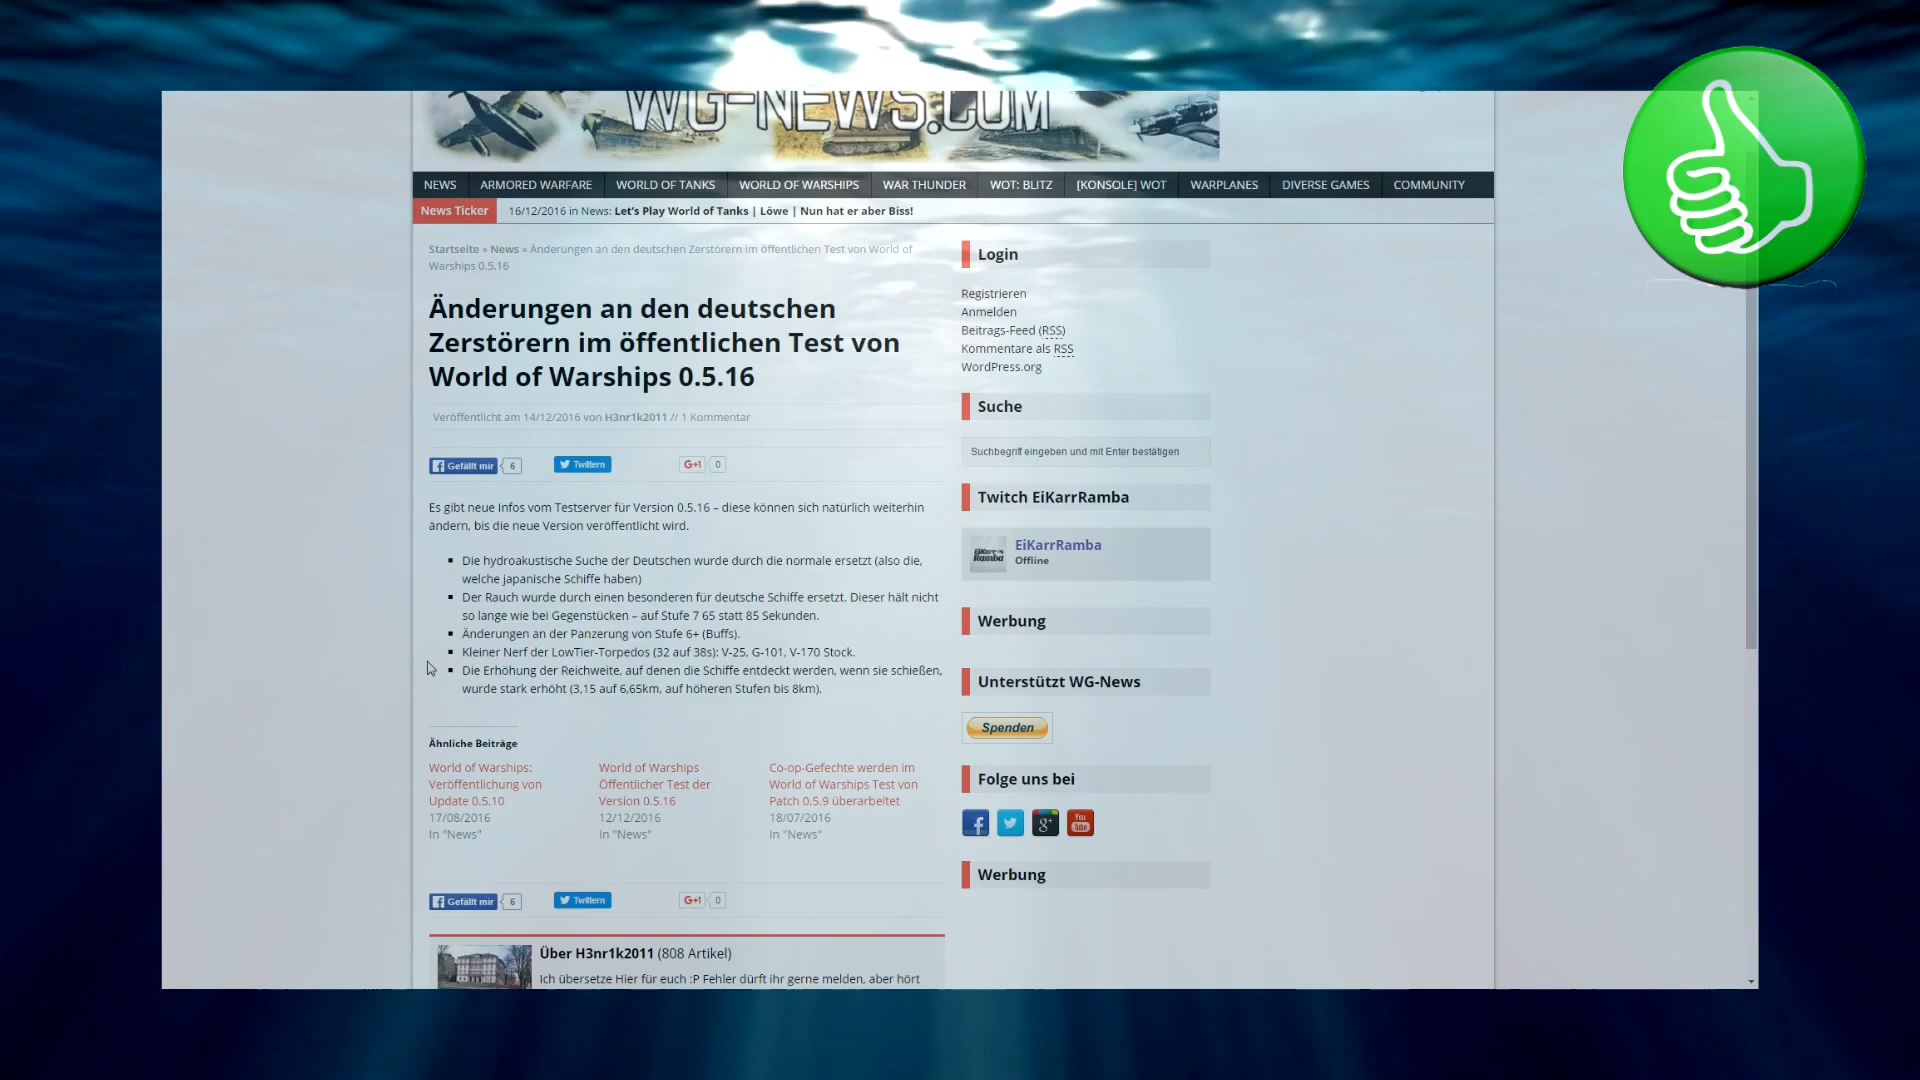 WG-NEWS.COM
NEWS ARMORED WARFARE WORLD OF TANKS WORLD OF WARSHIPS WAR THUNDER WOT: BLITZ [KONSOLE] WOT WARPLANES DIVERSE GAMES COMMUNITY
News Ticker 16/12/2016 in News: Let's Play World of Tanks | Löwe | Nun hat er aber Biss!
Startseite » News » Änderungen an den deutschen Zerstörern im öffentlichen Test von World of
Warships 0.5.16
Änderungen an den deutschen
Zerstörern im öffentlichen Test von
World of Warships 0.5.16
Veröffentlicht am 14/12/2016 von H3nr1k2011 // 1 Kommentar
Gefällt mir 6 Twittern G+1 0
Es gibt neue Infos vom Testserver für Version 0.5.16 – diese können sich natürlich weiterhin
ändern, bis die neue Version veröffentlicht wird.
Die hydroakustische Suche der Deutschen wurde durch die normale ersetzt (also die,
welche japanische Schiffe haben)
Der Rauch wurde durch einen besonderen für deutsche Schiffe ersetzt. Dieser hält nicht
so lange wie bei Gegenstücken – auf Stufe 7 65 statt 85 Sekunden.
Änderungen an der Panzerung von Stufe 6+ (Buffs).
Kleiner Nerf der LowTier-Torpedos (32 auf 38s): V-25, G-101, V-170 Stock.
Die Erhöhung der Reichweite, auf denen die Schiffe entdeckt werden, wenn sie schießen,
wurde stark erhöht (3,15 auf 6,65km, auf höheren Stufen bis 8km).
Ähnliche Beiträge
World of Warships:
Veröffentlichung von
Update 0.5.10
17/08/2016
In "News"
World of Warships
Öffentlicher Test der
Version 0.5.16
12/12/2016
In "News"
Co-op-Gefechte werden im
World of Warships Test von
Patch 0.5.9 überarbeitet
18/07/2016
In "News"
Gefällt mir 6 Twittern G+1 0
Über H3nr1k2011 (808 Artikel)
Ich übersetze Hier für euch :P Fehler dürft ihr gerne melden, aber hört
Login
Registrieren
Anmelden
Beitrags-Feed (RSS)
Kommentare als RSS
WordPress.org
Suche
Suchbegriff eingeben und mit Enter bestätigen
Twitch EiKarrRamba
EiKarrRamba
Offline
Werbung
Unterstützt WG-News
Spenden
Folge uns bei
You
Tube
Werbung